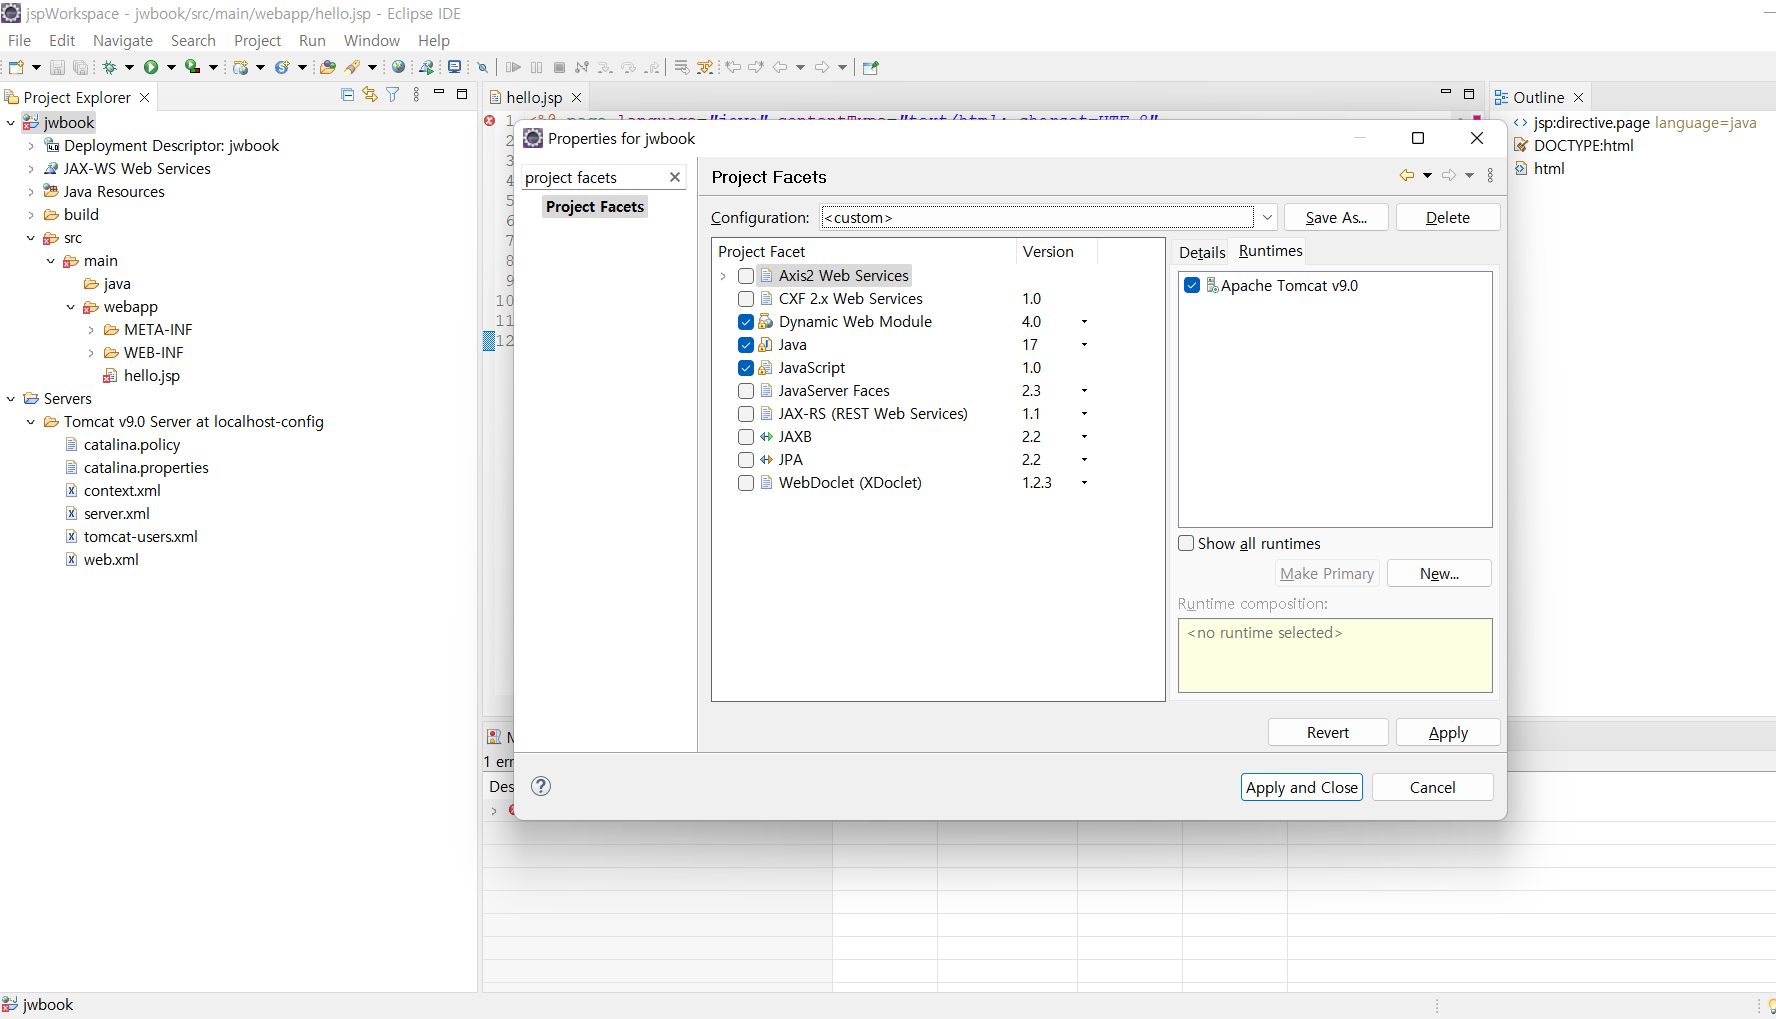 jspWorkspace - jwbook/src/main/webapp/hello.jsp - Eclipse IDE
File Edit Navigate Search Project Run Window Help
Project Explorer
jwbook
Deployment Descriptor: jwbook
JAX-WS Web Services
Java Resources
build
src
main
java
webapp
META-INF
WEB-INF
hello.jsp
Servers
Tomcat v9.0 Server at localhost-config
catalina.policy
catalina.properties
context.xml
server.xml
tomcat-users.xml
web.xml
hello.jsp
1
2
3
4
5
6
7
8
9
10
11
12
Properties for jwbook
project facets
Project Facets
Project Facets
Configuration: <custom> Save As... Delete
Project Facet Version
Axis2 Web Services
CXF 2.x Web Services 1.0
Dynamic Web Module 4.0
Java 17
JavaScript 1.0
JavaServer Faces 2.3
JAX-RS (REST Web Services) 1.1
JAXB 2.2
JPA 2.2
WebDoclet (XDoclet) 1.2.3
Details Runtimes
Apache Tomcat v9.0
Show all runtimes
Make Primary New...
Runtime composition:
<no runtime selected>
Revert Apply
Apply and Close Cancel
Outline
jsp:directive.page language=java
DOCTYPE:html
html
jwbook